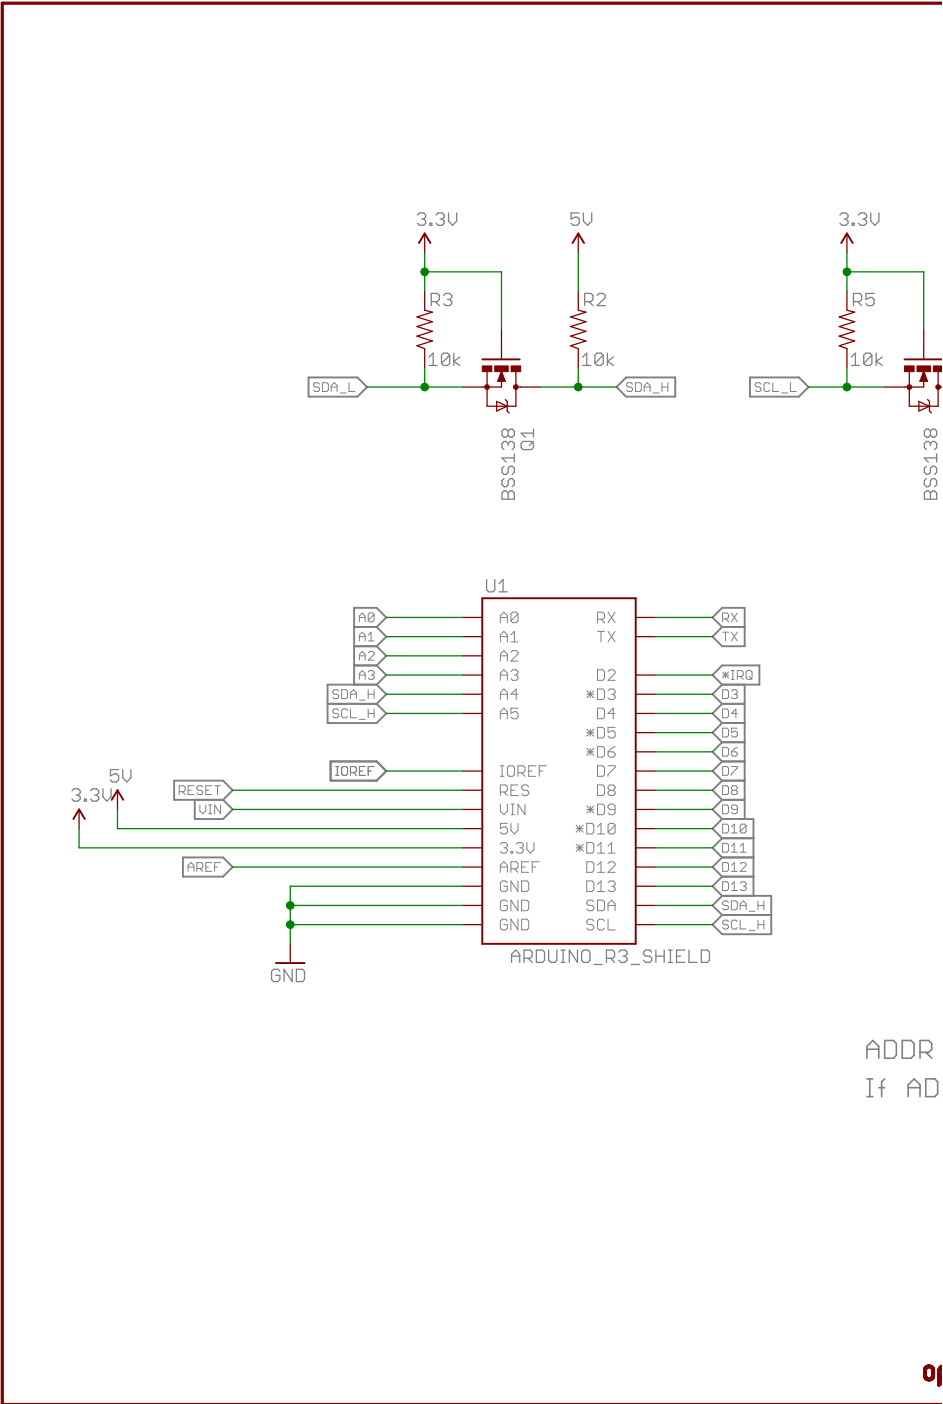 3.3V 5V 3.3V
R3 R2 R5
10k 10k 10k
SDA_L SDA_H SCL_L
BSS138
Q1
BSS138
U1
A0 A0 RX RX
A1 A1 TX TX
A2 A2
A3 A3 D2 *IRQ
SDA_H A4 *D3 D3
SCL_H A5 D4 D4
*D5 D5
*D6 D6
IOREF IOREF D7 D7
5V
RESET RES D8 D8
3.3V
VIN VIN *D9 D9
5V *D10 D10
3.3V *D11 D11
AREF AREF D12 D12
GND D13 D13
GND SDA SDA_H
GND SCL SCL_H
ARDUINO_R3_SHIELD
GND
ADDR
If AD